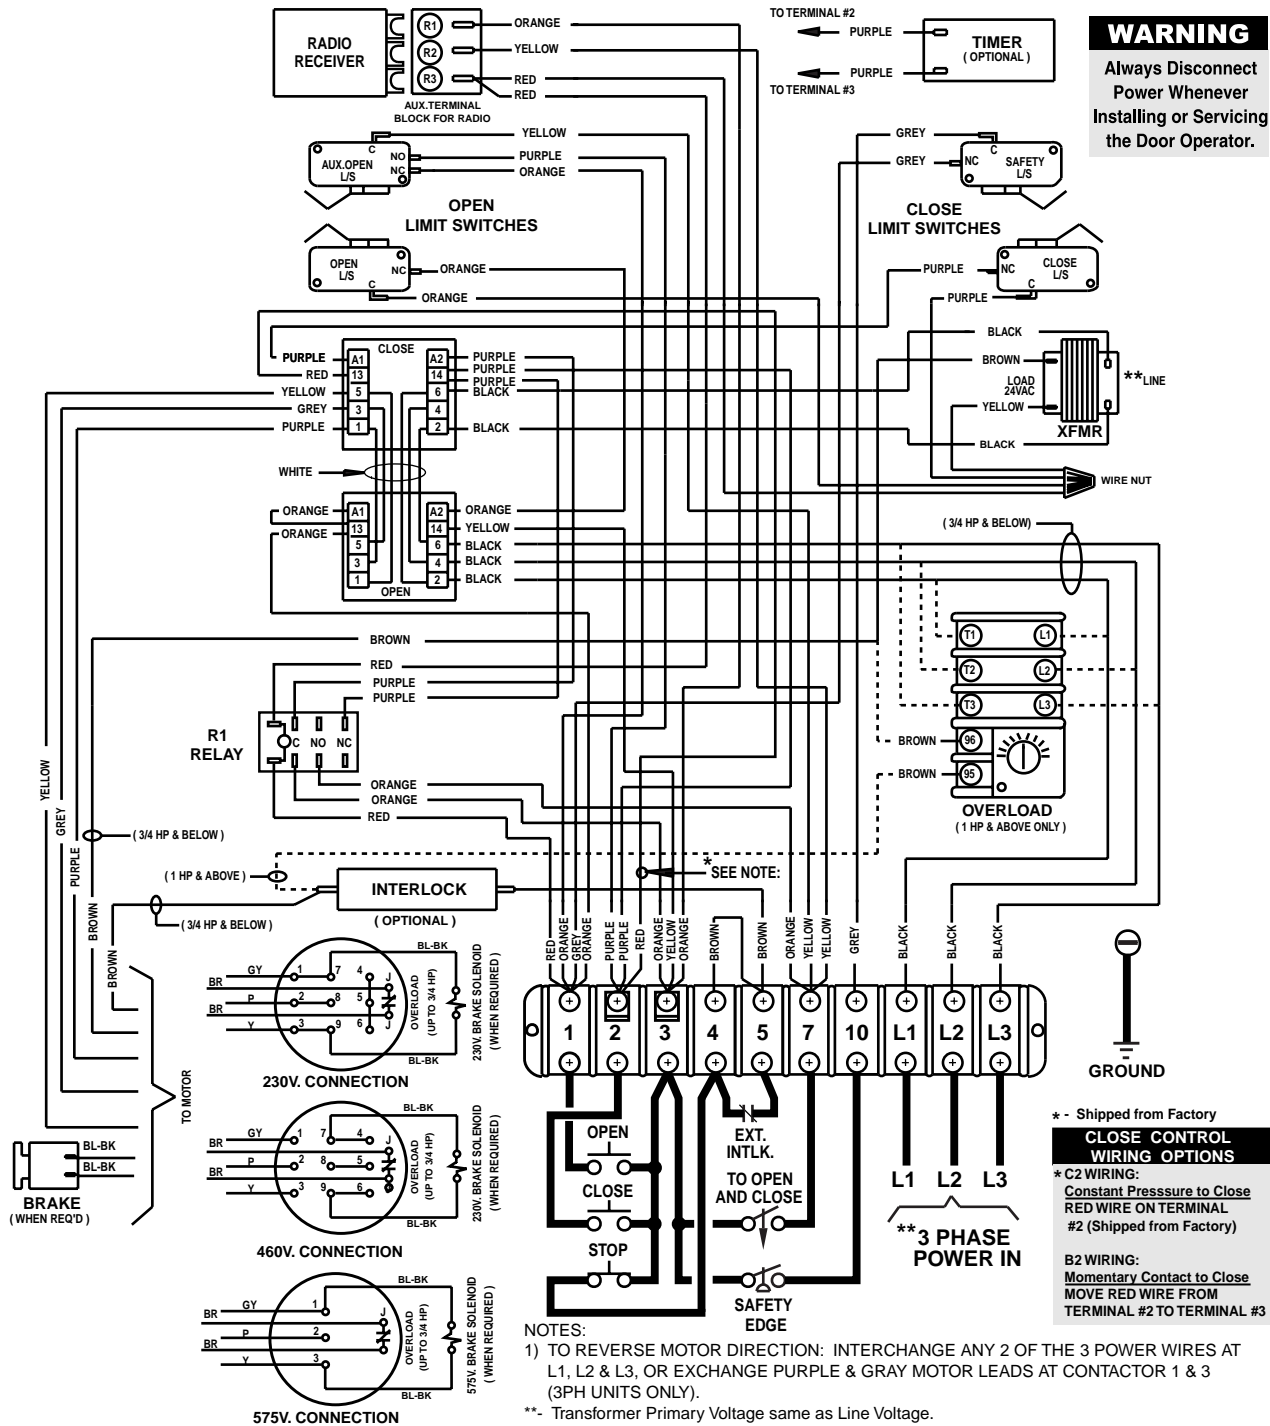 RADIO
RECEIVER
R1
R2
R3
ORANGE
YELLOW
RED
RED
AUX.TERMINAL
BLOCK FOR RADIO
TO TERMINAL #2
PURPLE
PURPLE
TO TERMINAL #3
TIMER
( OPTIONAL )
WARNING
Always Disconnect
Power Whenever
Installing or Servicing
the Door Operator.
YELLOW
C
NO
PURPLE
AUX.OPEN
L/S
NC
ORANGE
GREY
C
GREY
NC
SAFETY
L/S
OPEN
LIMIT SWITCHES
CLOSE
LIMIT SWITCHES
OPEN
L/S
NC
C
ORANGE
ORANGE
PURPLE
NC
CLOSE
L/S
C
PURPLE
CLOSE
PURPLE
A1
A2
PURPLE
PURPLE
RED
13
14
PURPLE
YELLOW
5
6
BLACK
GREY
3
4
PURPLE
1
2
BLACK
BLACK
BROWN
LOAD
24VAC
**LINE
YELLOW
XFMR
BLACK
WHITE
WIRE NUT
ORANGE
A1
A2
ORANGE
13
14
YELLOW
ORANGE
5
6
BLACK
3
4
BLACK
1
2
BLACK
OPEN
( 3/4 HP & BELOW)
BROWN
RED
PURPLE
PURPLE
T1
L1
T2
L2
T3
L3
BROWN
96
BROWN
95
OVERLOAD
( 1 HP & ABOVE ONLY )
R1
RELAY
C
NO
NC
ORANGE
ORANGE
RED
YELLOW
GREY
PURPLE
BROWN
BROWN
( 3/4 HP & BELOW )
( 1 HP & ABOVE )
( 3/4 HP & BELOW )
INTERLOCK
( OPTIONAL )
*
SEE NOTE:
RED
ORANGE
GREY
ORANGE
PURPLE
PURPLE
RED
ORANGE
YELLOW
ORANGE
BROWN
BROWN
ORANGE
YELLOW
YELLOW
GREY
BLACK
BLACK
BLACK
1
2
3
4
5
7
10
L1
L2
L3
GROUND
BL-BK
GY
1
7
4
J
BR
P
2
8
5
BR
Y
3
9
6
J
BL-BK
OVERLOAD
(UP TO 3/4 HP)
230V. BRAKE SOLENOID
( WHEN REQUIRED )
230V. CONNECTION
TO MOTOR
BL-BK
GY
1
7
4
J
BR
P
2
8
5
BR
Y
3
9
6
J
BL-BK
OVERLOAD
(UP TO 3/4 HP)
230V. BRAKE SOLENOID
( WHEN REQUIRED )
460V. CONNECTION
BL-BK
BL-BK
BRAKE
( WHEN REQ'D )
BL-BK
GY
1
J
BR
P
2
BR
Y
3
J
BL-BK
OVERLOAD
(UP TO 3/4 HP)
575V. BRAKE SOLENOID
( WHEN REQUIRED )
575V. CONNECTION
OPEN
CLOSE
STOP
EXT.
INTLK.
TO OPEN
AND CLOSE
SAFETY
EDGE
L1
L2
L3
**3 PHASE
POWER IN
* - Shipped from Factory
CLOSE CONTROL
WIRING OPTIONS
* C2 WIRING:
Constant Presssure to Close
RED WIRE ON TERMINAL
#2 (Shipped from Factory)
B2 WIRING:
Momentary Contact to Close
MOVE RED WIRE FROM
TERMINAL #2 TO TERMINAL #3
NOTES:
1) TO REVERSE MOTOR DIRECTION: INTERCHANGE ANY 2 OF THE 3 POWER WIRES AT
L1, L2 & L3, OR EXCHANGE PURPLE & GRAY MOTOR LEADS AT CONTACTOR 1 & 3
(3PH UNITS ONLY).
**- Transformer Primary Voltage same as Line Voltage.